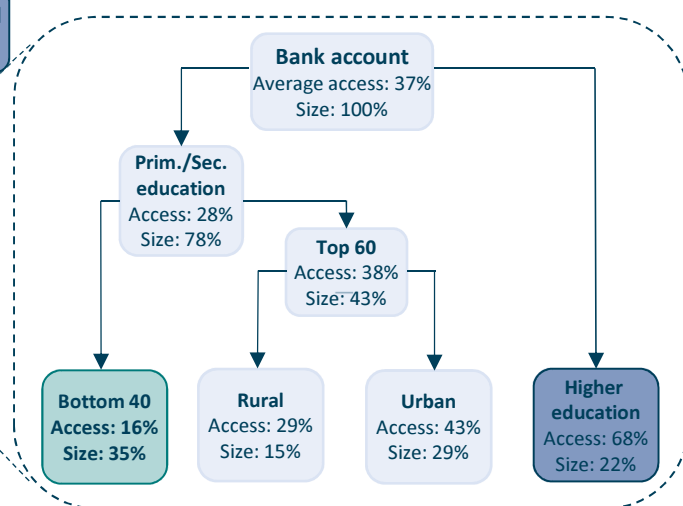 Bank account
Average access: 37%
Size: 100%
Prim./Sec.
education
Access: 28%
Size: 78%
Top 60
Access: 38%
Size: 43%
Bottom 40
Access: 16%
Size: 35%
Rural
Access: 29%
Size: 15%
Urban
Access: 43%
Size: 29%
Higher
education
Access: 68%
Size: 22%